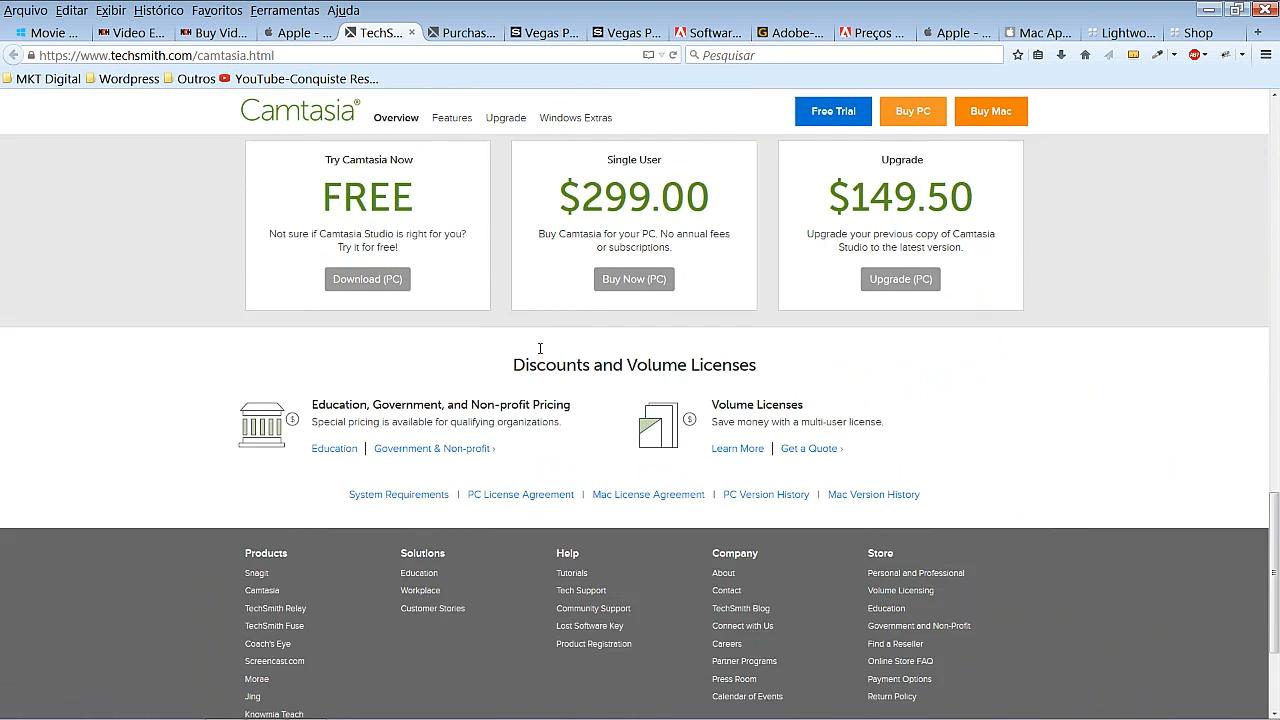 Arquivo Editar Exibir Histórico Favoritos Ferramentas Ajuda
Movie ... Video E... Buy Vid... Apple - ... TechS... × Purchas... Vegas P... Vegas P... Softwar... Adobe-... Preços ... Apple - ... Mac Ap... Lightwo... Shop +
https://www.techsmith.com/camtasia.html Pesquisar
MKT Digital Wordpress Outros YouTube-Conquiste Res...
Camtasia® Overview Features Upgrade Windows Extras Free Trial Buy PC Buy Mac
Try Camtasia Now
FREE
Not sure if Camtasia Studio is right for you?
Try it for free!
Download (PC)
Single User
$299.00
Buy Camtasia for your PC. No annual fees
or subscriptions.
Buy Now (PC)
Upgrade
$149.50
Upgrade your previous copy of Camtasia
Studio to the latest version.
Upgrade (PC)
Discounts and Volume Licenses
Education, Government, and Non-profit Pricing
Special pricing is available for qualifying organizations.
Education | Government & Non-profit ›
Volume Licenses
Save money with a multi-user license.
Learn More | Get a Quote ›
System Requirements | PC License Agreement | Mac License Agreement | PC Version History | Mac Version History
Products
Snagit
Camtasia
TechSmith Relay
TechSmith Fuse
Coach's Eye
Screencast.com
Morae
Jing
Knowmia Teach
Solutions
Education
Workplace
Customer Stories
Help
Tutorials
Tech Support
Community Support
Lost Software Key
Product Registration
Company
About
Contact
TechSmith Blog
Connect with Us
Careers
Partner Programs
Press Room
Calendar of Events
Store
Personal and Professional
Volume Licensing
Education
Government and Non-Profit
Find a Reseller
Online Store FAQ
Payment Options
Return Policy